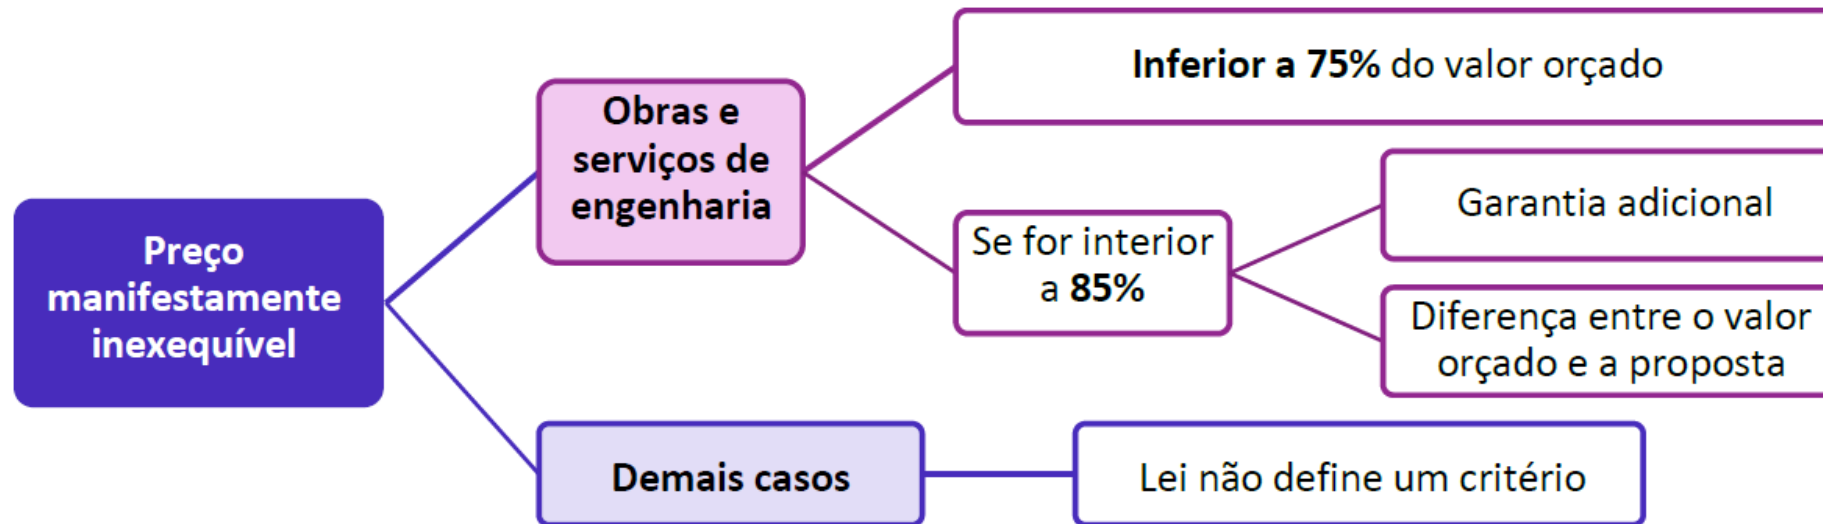 Preço
manifestamente
inexequível
Obras e
serviços de
engenharia
Inferior a 75% do valor orçado
Se for interior
a 85%
Garantia adicional
Diferença entre o valor
orçado e a proposta
Demais casos
Lei não define um critério